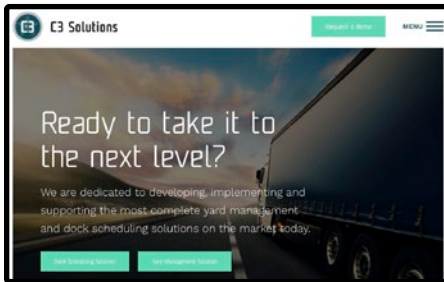 C3 Solutions
Request a demo
MENU
Ready to take it to
the next level?
We are dedicated to developing, implementing and
supporting the most complete yard management
and dock scheduling solutions on the market today.
Dock Scheduling Solution
Yard Management Solution